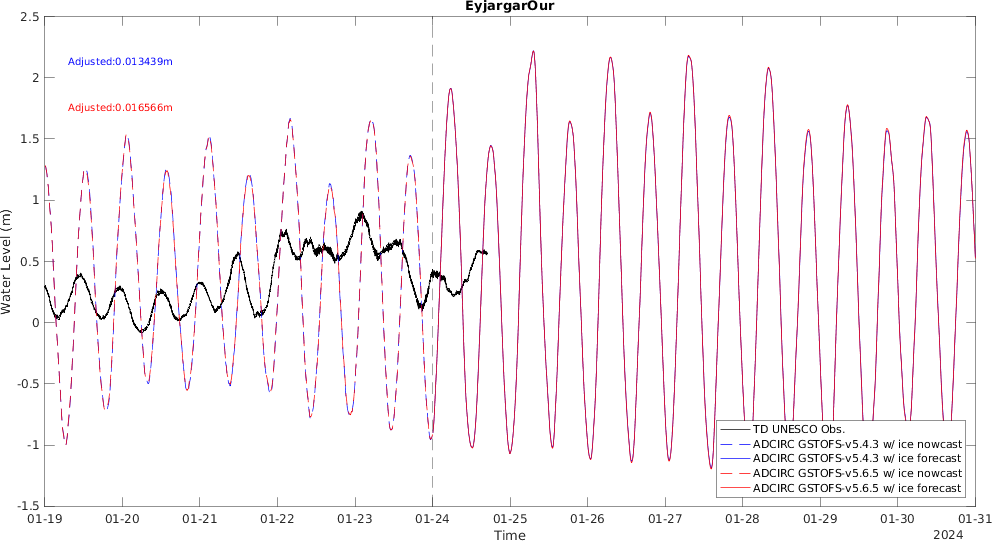 EyjargarOur
2.5
2
1.5
1
0.5
0
-0.5
-1
-1.5
Water Level (m)
Adjusted:0.013439m
Adjusted:0.016566m
TD UNESCO Obs.
ADCIRC GSTOFS-v5.4.3 w/ ice nowcast
ADCIRC GSTOFS-v5.4.3 w/ ice forecast
ADCIRC GSTOFS-v5.6.5 w/ ice nowcast
ADCIRC GSTOFS-v5.6.5 w/ ice forecast
01-19 01-20 01-21 01-22 01-23 01-24 01-25 01-26 01-27 01-28 01-29 01-30 01-31
Time
2024